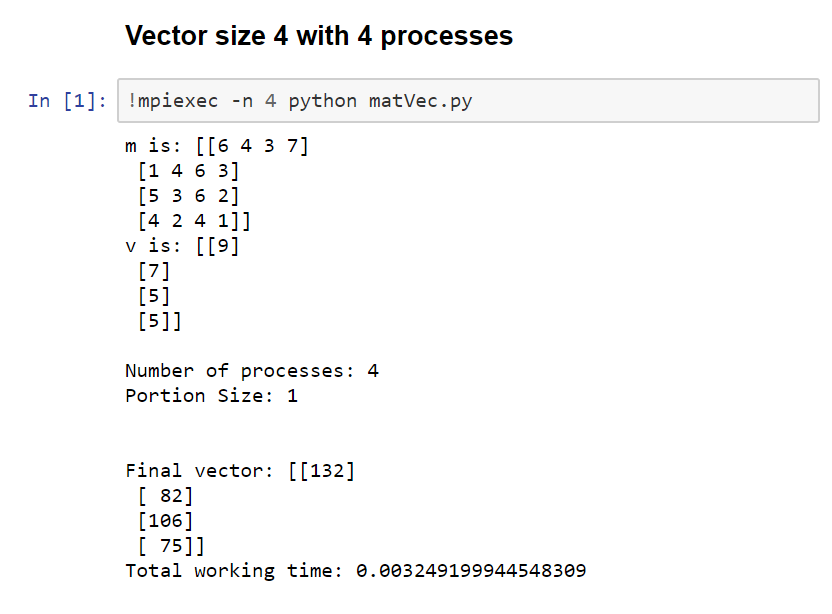 Vector size 4 with 4 processes
In [1]: !mpiexec -n 4 python matVec.py
m is: [[6 4 3 7]
 [1 4 6 3]
 [5 3 6 2]
 [4 2 4 1]]
v is: [[9]
 [7]
 [5]
 [5]]
Number of processes: 4
Portion Size: 1
Final vector: [[132]
 [ 82]
 [106]
 [ 75]]
Total working time: 0.003249199944548309